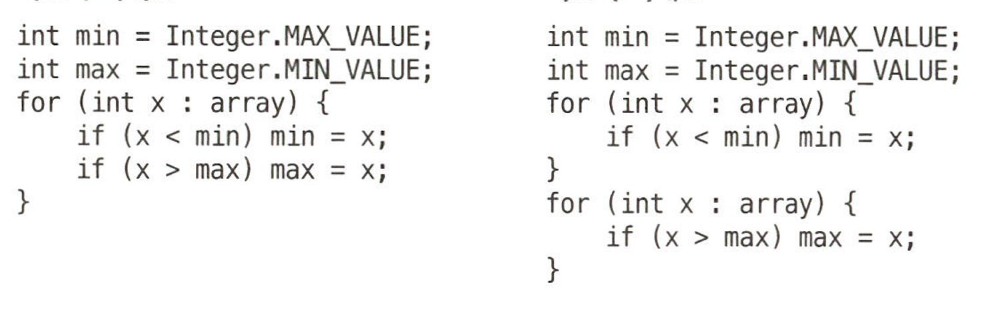 int min = Integer.MAX_VALUE;
int max = Integer.MIN_VALUE;
for (int x : array) {
    if (x < min) min = x;
    if (x > max) max = x;
}
int min = Integer.MAX_VALUE;
int max = Integer.MIN_VALUE;
for (int x : array) {
    if (x < min) min = x;
}
for (int x : array) {
    if (x > max) max = x;
}